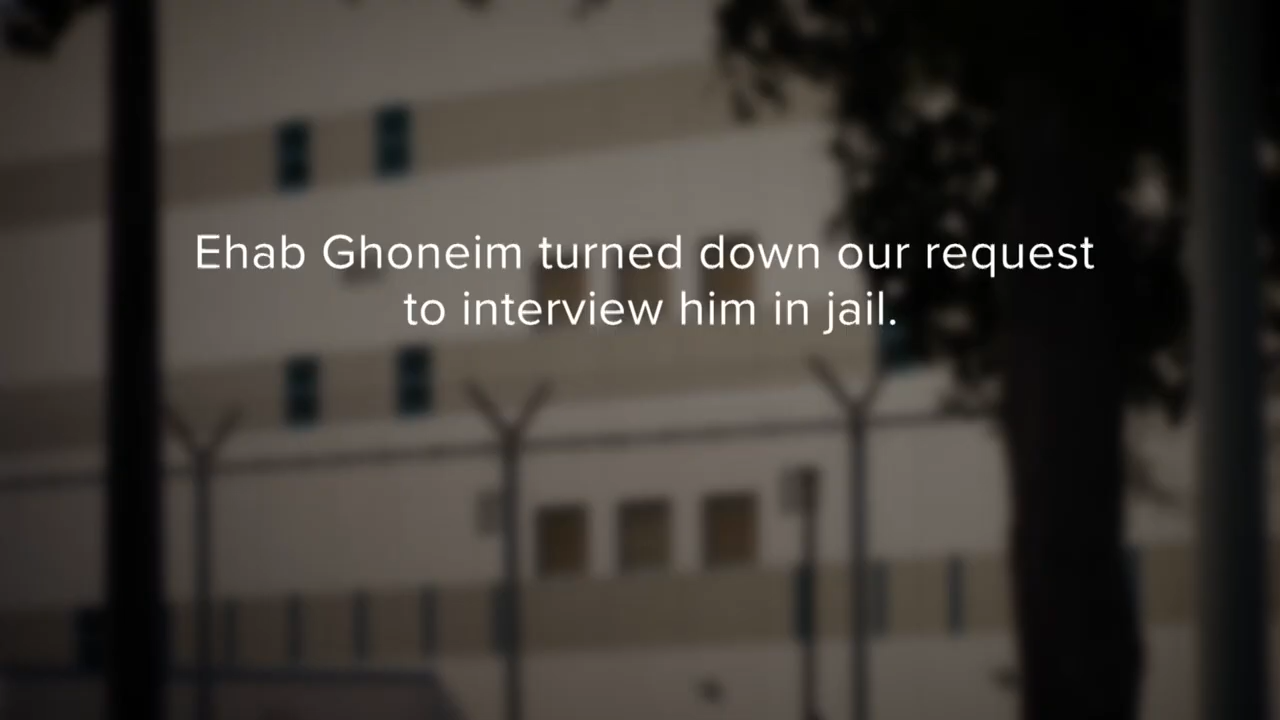 Ehab Ghoneim turned down our request
to interview him in jail.